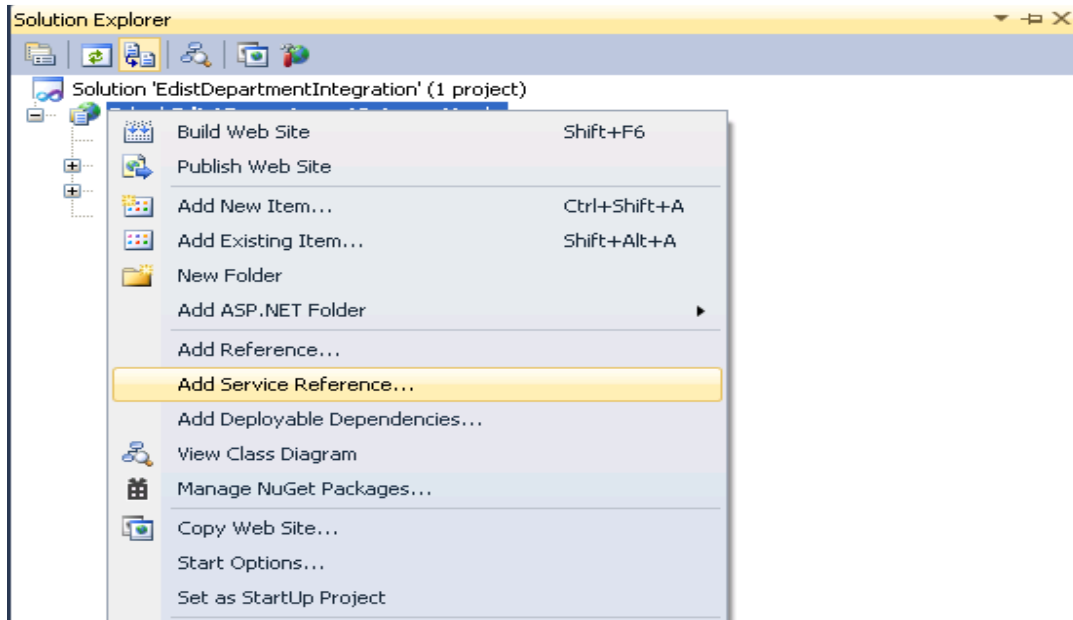 Solution Explorer
Solution 'EdistDepartmentIntegration' (1 project)
Build Web Site Shift+F6
Publish Web Site
Add New Item... Ctrl+Shift+A
Add Existing Item... Shift+Alt+A
New Folder
Add ASP.NET Folder
Add Reference...
Add Service Reference...
Add Deployable Dependencies...
View Class Diagram
Manage NuGet Packages...
Copy Web Site...
Start Options...
Set as StartUp Project